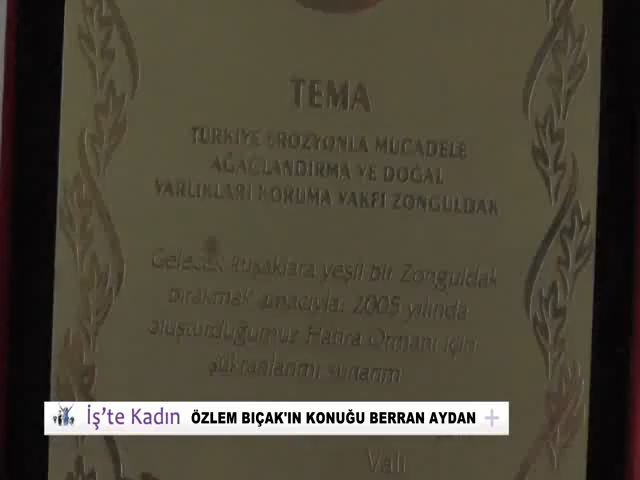 TEMA
TÜRKİYE EROZYONLA MÜCADELE
AĞAÇLANDIRMA VE DOĞAL
VARLIKLARI KORUMA VAKFI ZONGULDAK
Gelecek kuşaklara yeşil bir Zonguldak
bırakmak amacıyla, 2005 yılında
oluşturduğumuz Hatıra Ormanı için
şükranlarımı sunarım
İş'te Kadın ÖZLEM BIÇAK'IN KONUĞU BERRAN AYDAN +
Vali